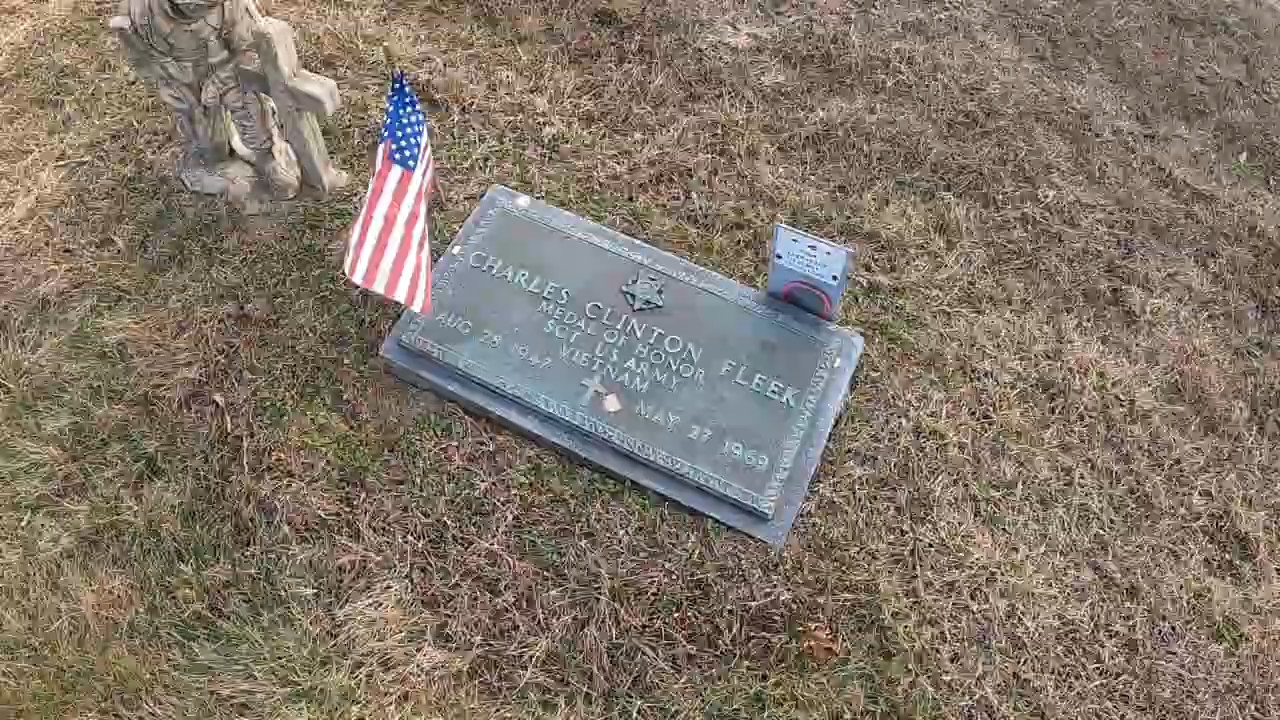 CHARLES CLINTON FLEEK
MEDAL OF HONOR
SGT US ARMY
VIETNAM
AUG 28 1947 MAY 27 1969